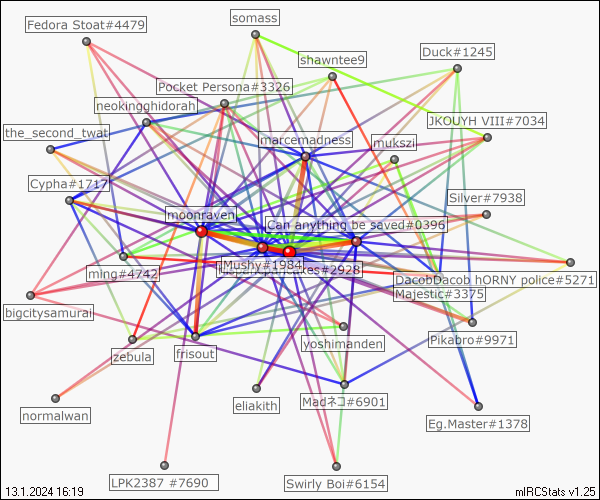 somass
Fedora Stoat#4479
shawntee9
Duck#1245
Pocket Persona#3326
neokingghidorah
JKOUYH VIII#7034
the_second_twat
marcemadness
mukszi
Cypha#1717
Silver#7938
moonraven
Can anything be saved#0396
Mushy#1984
cakes#2928
ming#4742
DacobDacob hORNY police#5271
Majestic#3375
bigcitysamurai
Pikabro#9971
yoshimanden
zebula
frisout
Madネコ#6901
eliakith
normalwan
Eg.Master#1378
LPK2387 #7690
Swirly Boi#6154
13.1.2024 16:19
mIRCStats v1.25